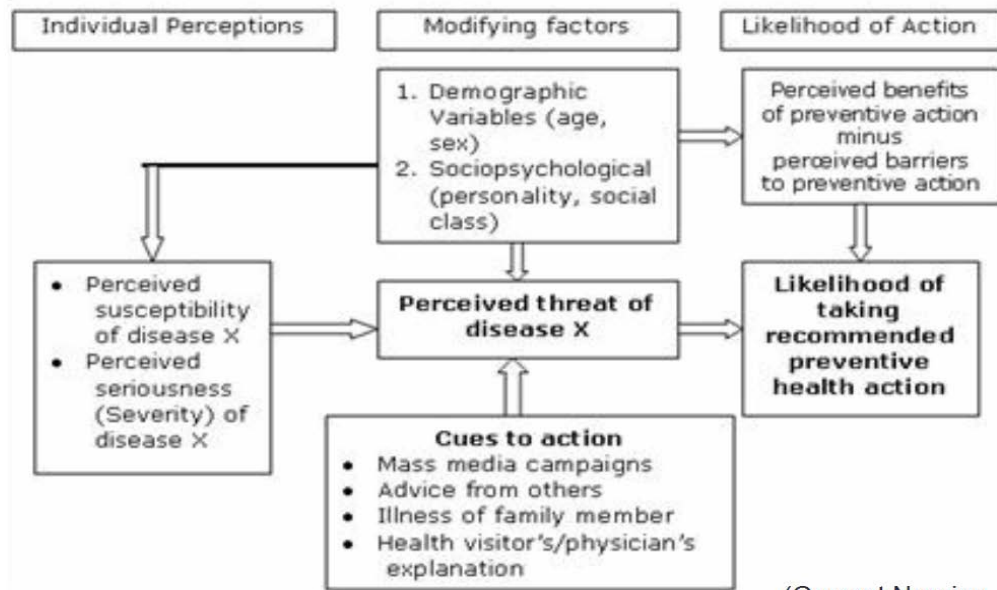 Individual Perceptions
Modifying factors
Likelihood of Action
1. Demographic
Variables (age,
sex)
2. Sociopsychological
(personality, social
class)
Perceived benefits
of preventive action
minus
perceived barriers
to preventive action
• Perceived
susceptibility
of disease X
• Perceived
seriousness
(Severity) of
disease X
Perceived threat of
disease X
Likelihood of
taking
recommended
preventive
health action
Cues to action
• Mass media campaigns
• Advice from others
• Illness of family member
• Health visitor's/physician's
explanation